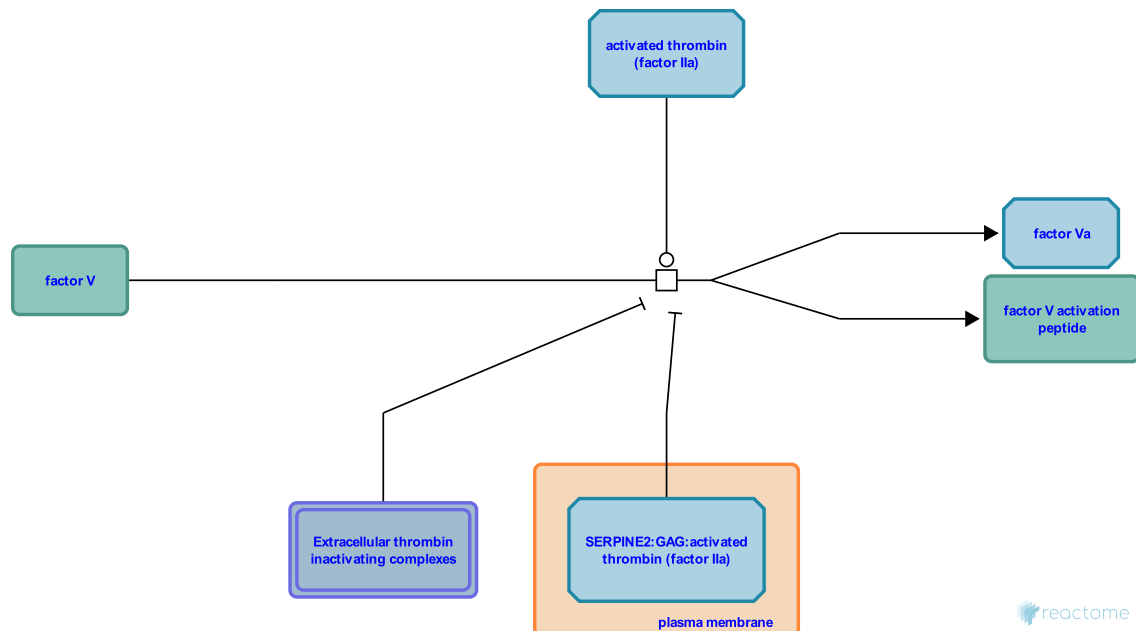 activated thrombin
(factor IIa)
factor Va
factor V
factor V activation
peptide
Extracellular thrombin
inactivating complexes
SERPINE2:GAG:activated
thrombin (factor IIa)
plasma membrane
reactome